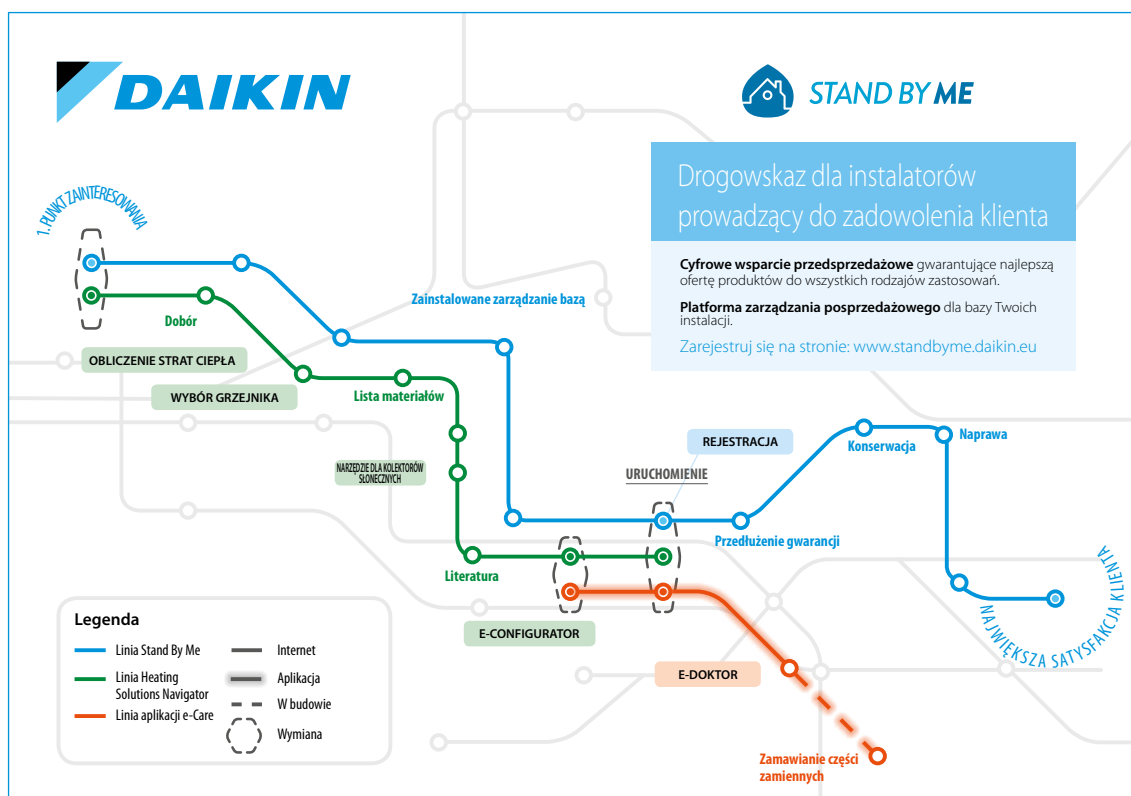 DAIKIN
STAND BY ME
Drogowskaz dla instalatorów
prowadzący do zadowolenia klienta
Cyfrowe wsparcie przedsprzedażowe gwarantujące najlepszą
ofertę produktów do wszystkich rodzajów zastosowań.
Platforma zarządzania posprzedażowego dla bazy Twoich
instalacji.
Zarejestruj się na stronie: www.standbyme.daikin.eu
1. PUNKT ZAINTERESOWANIA
Zainstalowane zarządzanie bazą
Dobór
OBLICZENIE STRAT CIEPŁA
WYBÓR GRZEJNIKA
Lista materiałów
NARZĘDZIE DLA KOLEKTORÓW
SŁONECZNYCH
REJESTRACJA
URUCHOMIENIE
Konserwacja
Naprawa
Przedłużenie gwarancji
Literatura
E-CONFIGURATOR
E-DOKTOR
Zamawianie części
zamiennych
NAJWIĘKSZA SATYSFAKCJA KLIENTA
Legenda
Linia Stand By Me
Linia Heating
Solutions Navigator
Linia aplikacji e-Care
Internet
Aplikacja
W budowie
Wymiana